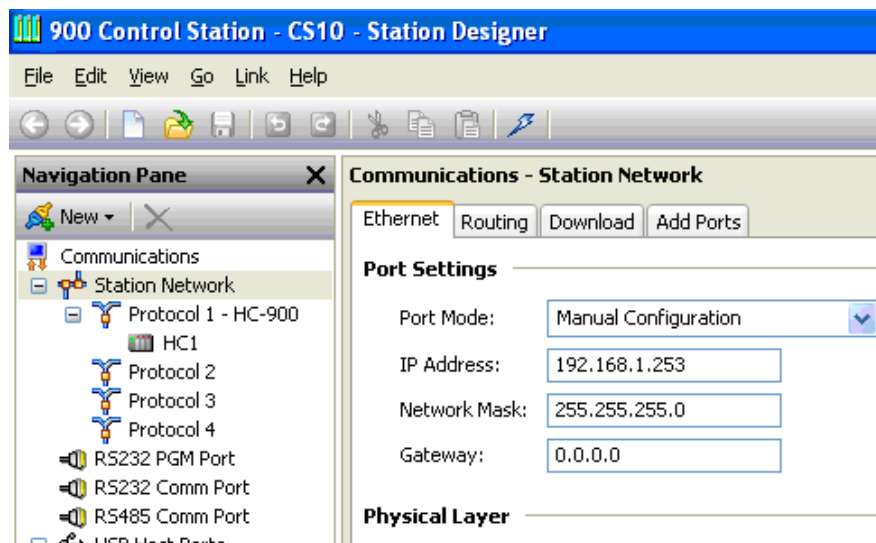 900 Control Station - CS10 - Station Designer
File Edit View Go Link Help
Navigation Pane
New
Communications
Station Network
Protocol 1 - HC-900
HC1
Protocol 2
Protocol 3
Protocol 4
RS232 PGM Port
RS232 Comm Port
RS485 Comm Port
USB Host Ports
Communications - Station Network
Ethernet Routing Download Add Ports
Port Settings
Port Mode: Manual Configuration
IP Address: 192.168.1.253
Network Mask: 255.255.255.0
Gateway: 0.0.0.0
Physical Layer